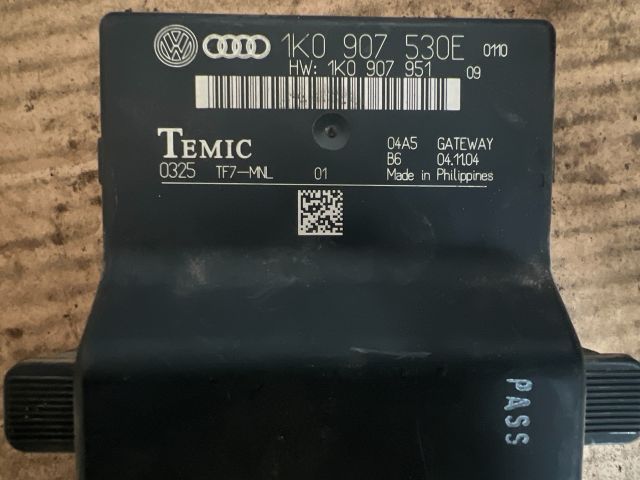 1K0 907 530E 0110
HW: 1K0 907 951 09
TEMIC
04A5 GATEWAY
B6 04.11.04
0325 TF7-MNL 01 Made in Philippines
PASS